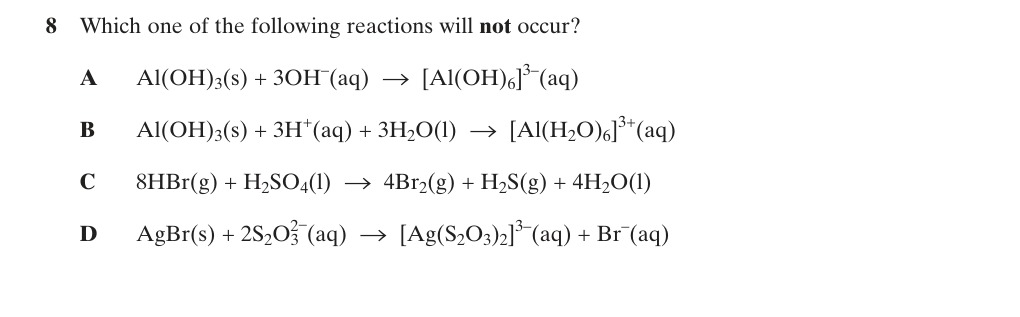 8 Which one of the following reactions will not occur?
A Al(OH)₃(s) + 3OH⁻(aq) → [Al(OH)₆]³⁻(aq)
B Al(OH)₃(s) + 3H⁺(aq) + 3H₂O(l) → [Al(H₂O)₆]³⁺(aq)
C 8HBr(g) + H₂SO₄(l) → 4Br₂(g) + H₂S(g) + 4H₂O(l)
D AgBr(s) + 2S₂O₃²⁻(aq) → [Ag(S₂O₃)₂]³⁻(aq) + Br⁻(aq)